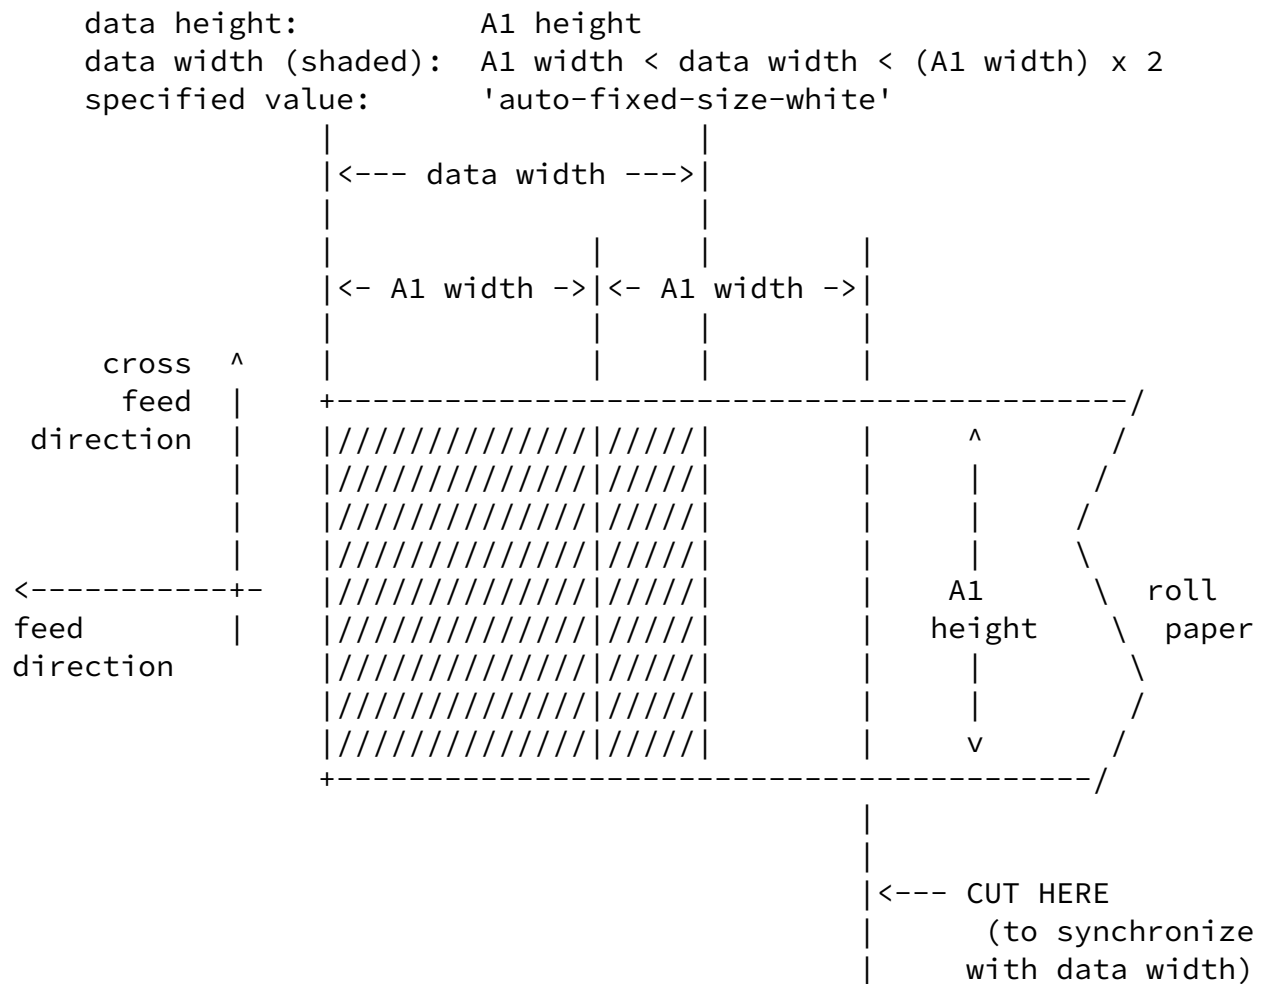 data height:          A1 height
data width (shaded):  A1 width < data width < (A1 width) x 2
specified value:      'auto-fixed-size-white'
|                    |
|<--- data width --->|
|                    |
|              |     |        |
|<- A1 width ->|<- A1 width ->|
|              |     |        |
cross  ^    |              |     |        |
feed  |    +--------------------------------------------/
direction  |    |//////////////|/////|        |     ^       /
|    |//////////////|/////|        |     |      /
|    |//////////////|/////|        |     |     /
|    |//////////////|/////|        |     |     \
<-----------+-   |//////////////|/////|        |    A1      \  roll
feed        |    |//////////////|/////|        |   height    \  paper
direction        |//////////////|/////|        |     |        \
|//////////////|/////|        |     |        /
|//////////////|/////|        |     v       /
+------------------------------------------/
|
|
|<--- CUT HERE
|      (to synchronize
|     with data width)